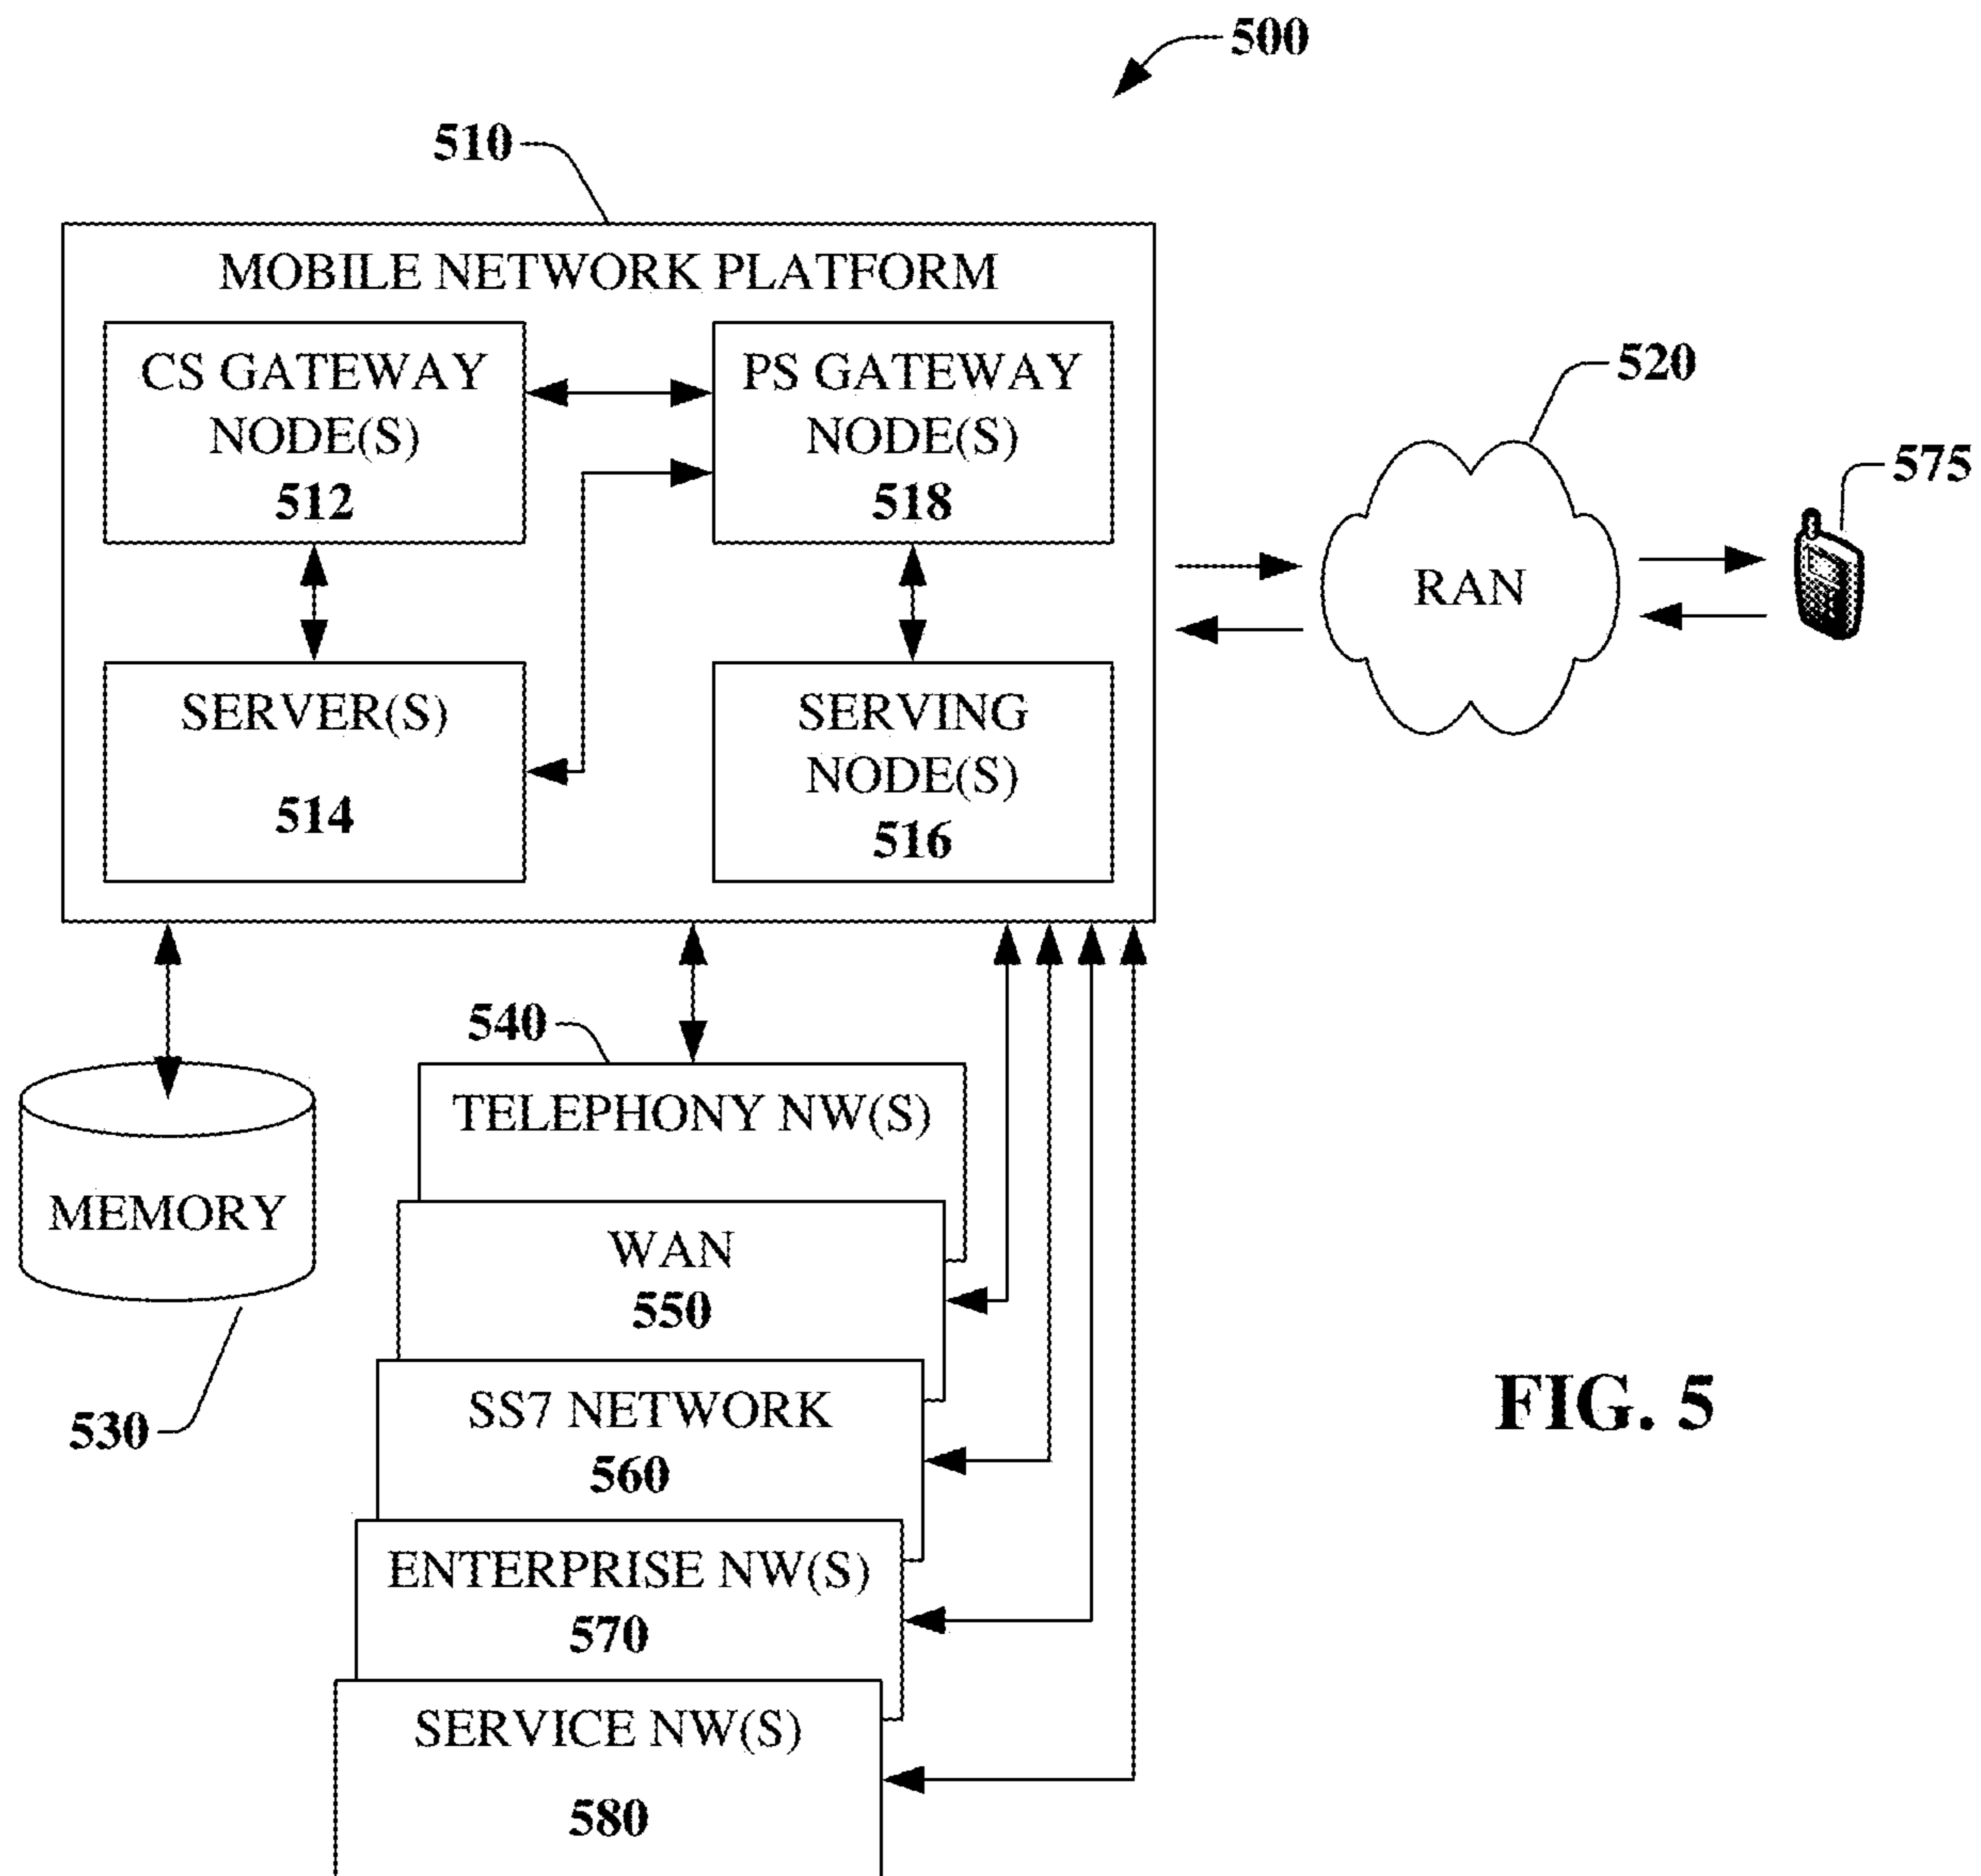 500
510
MOBILE NETWORK PLATFORM
CS GATEWAY
NODE(S)
512
PS GATEWAY
NODE(S)
518
SERVER(S)
514
SERVING
NODE(S)
516
520
RAN
575
540
TELEPHONY NW(S)
MEMORY
530
WAN
550
SS7 NETWORK
560
ENTERPRISE NW(S)
570
SERVICE NW(S)
580
FIG. 5